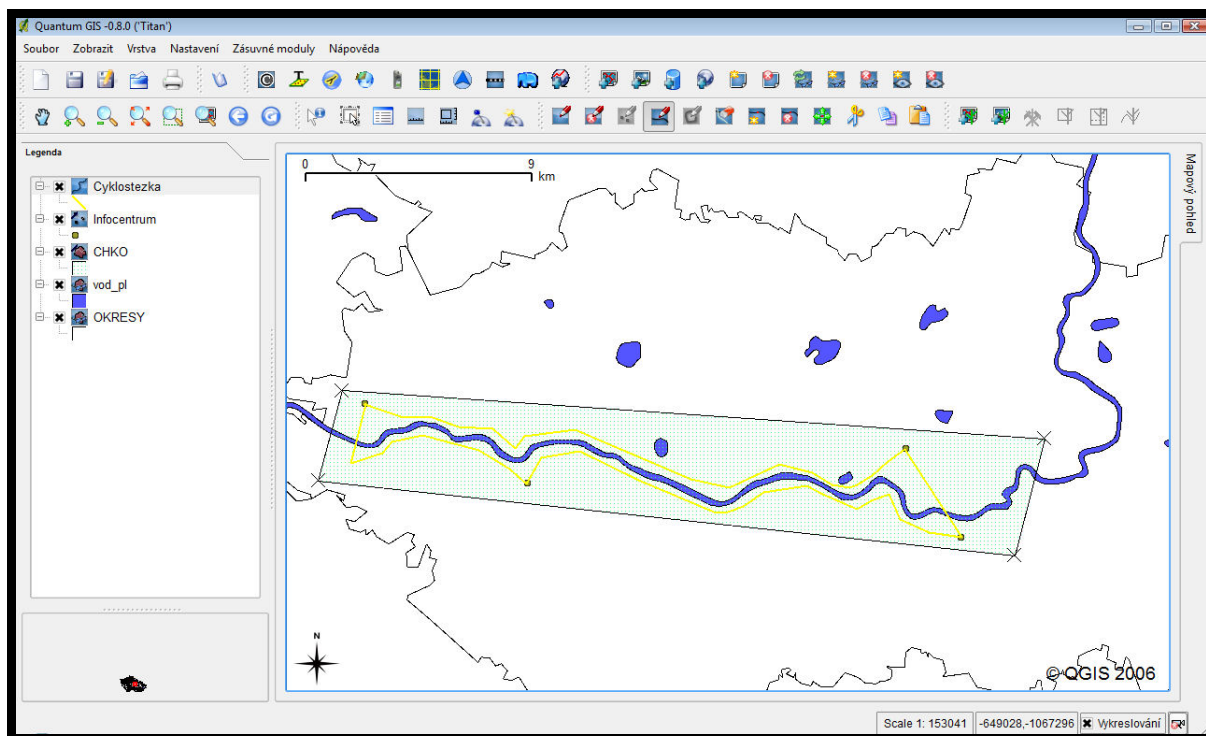 Quantum GIS -0.8.0 ('Titan')
Soubor Zobrazit Vrstva Nastavení Zásuvné moduly Nápověda
Legenda
Cyklostezka
Infocentrum
CHKO
vod_pl
OKRESY
0 9
km
Mapový pohled
N
© QGIS 2006
Scale 1: 153041 -649028,-1067296 Vykreslování